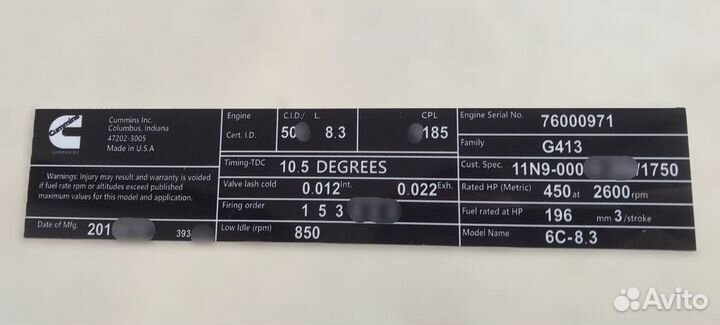 Cummins
Cummins Inc.
Cummins Inc.
Columbus, Indiana
47202-3005
Made in U.S.A
Warnings: Injury may result and warranty is voided
if fuel rate rpm or altitudes exceed published
maximum values for this model and application.
Date of Mfg. 201 393
Engine C.I.D./ L. CPL
Cert. I.D. 50 8.3 185
Timing-TDC 10.5 DEGREES
Valve lash cold 0.012 Int. 0.022 Exh.
Firing order 1 5 3
Low Idle (rpm) 850
Engine Serial No. 76000971
Family G413
Cust. Spec. 11N9-000 /1750
Rated HP (Metric) 450 at 2600 rpm
Fuel rated at HP 196 mm 3/stroke
Model Name 6C-8.3
Avito